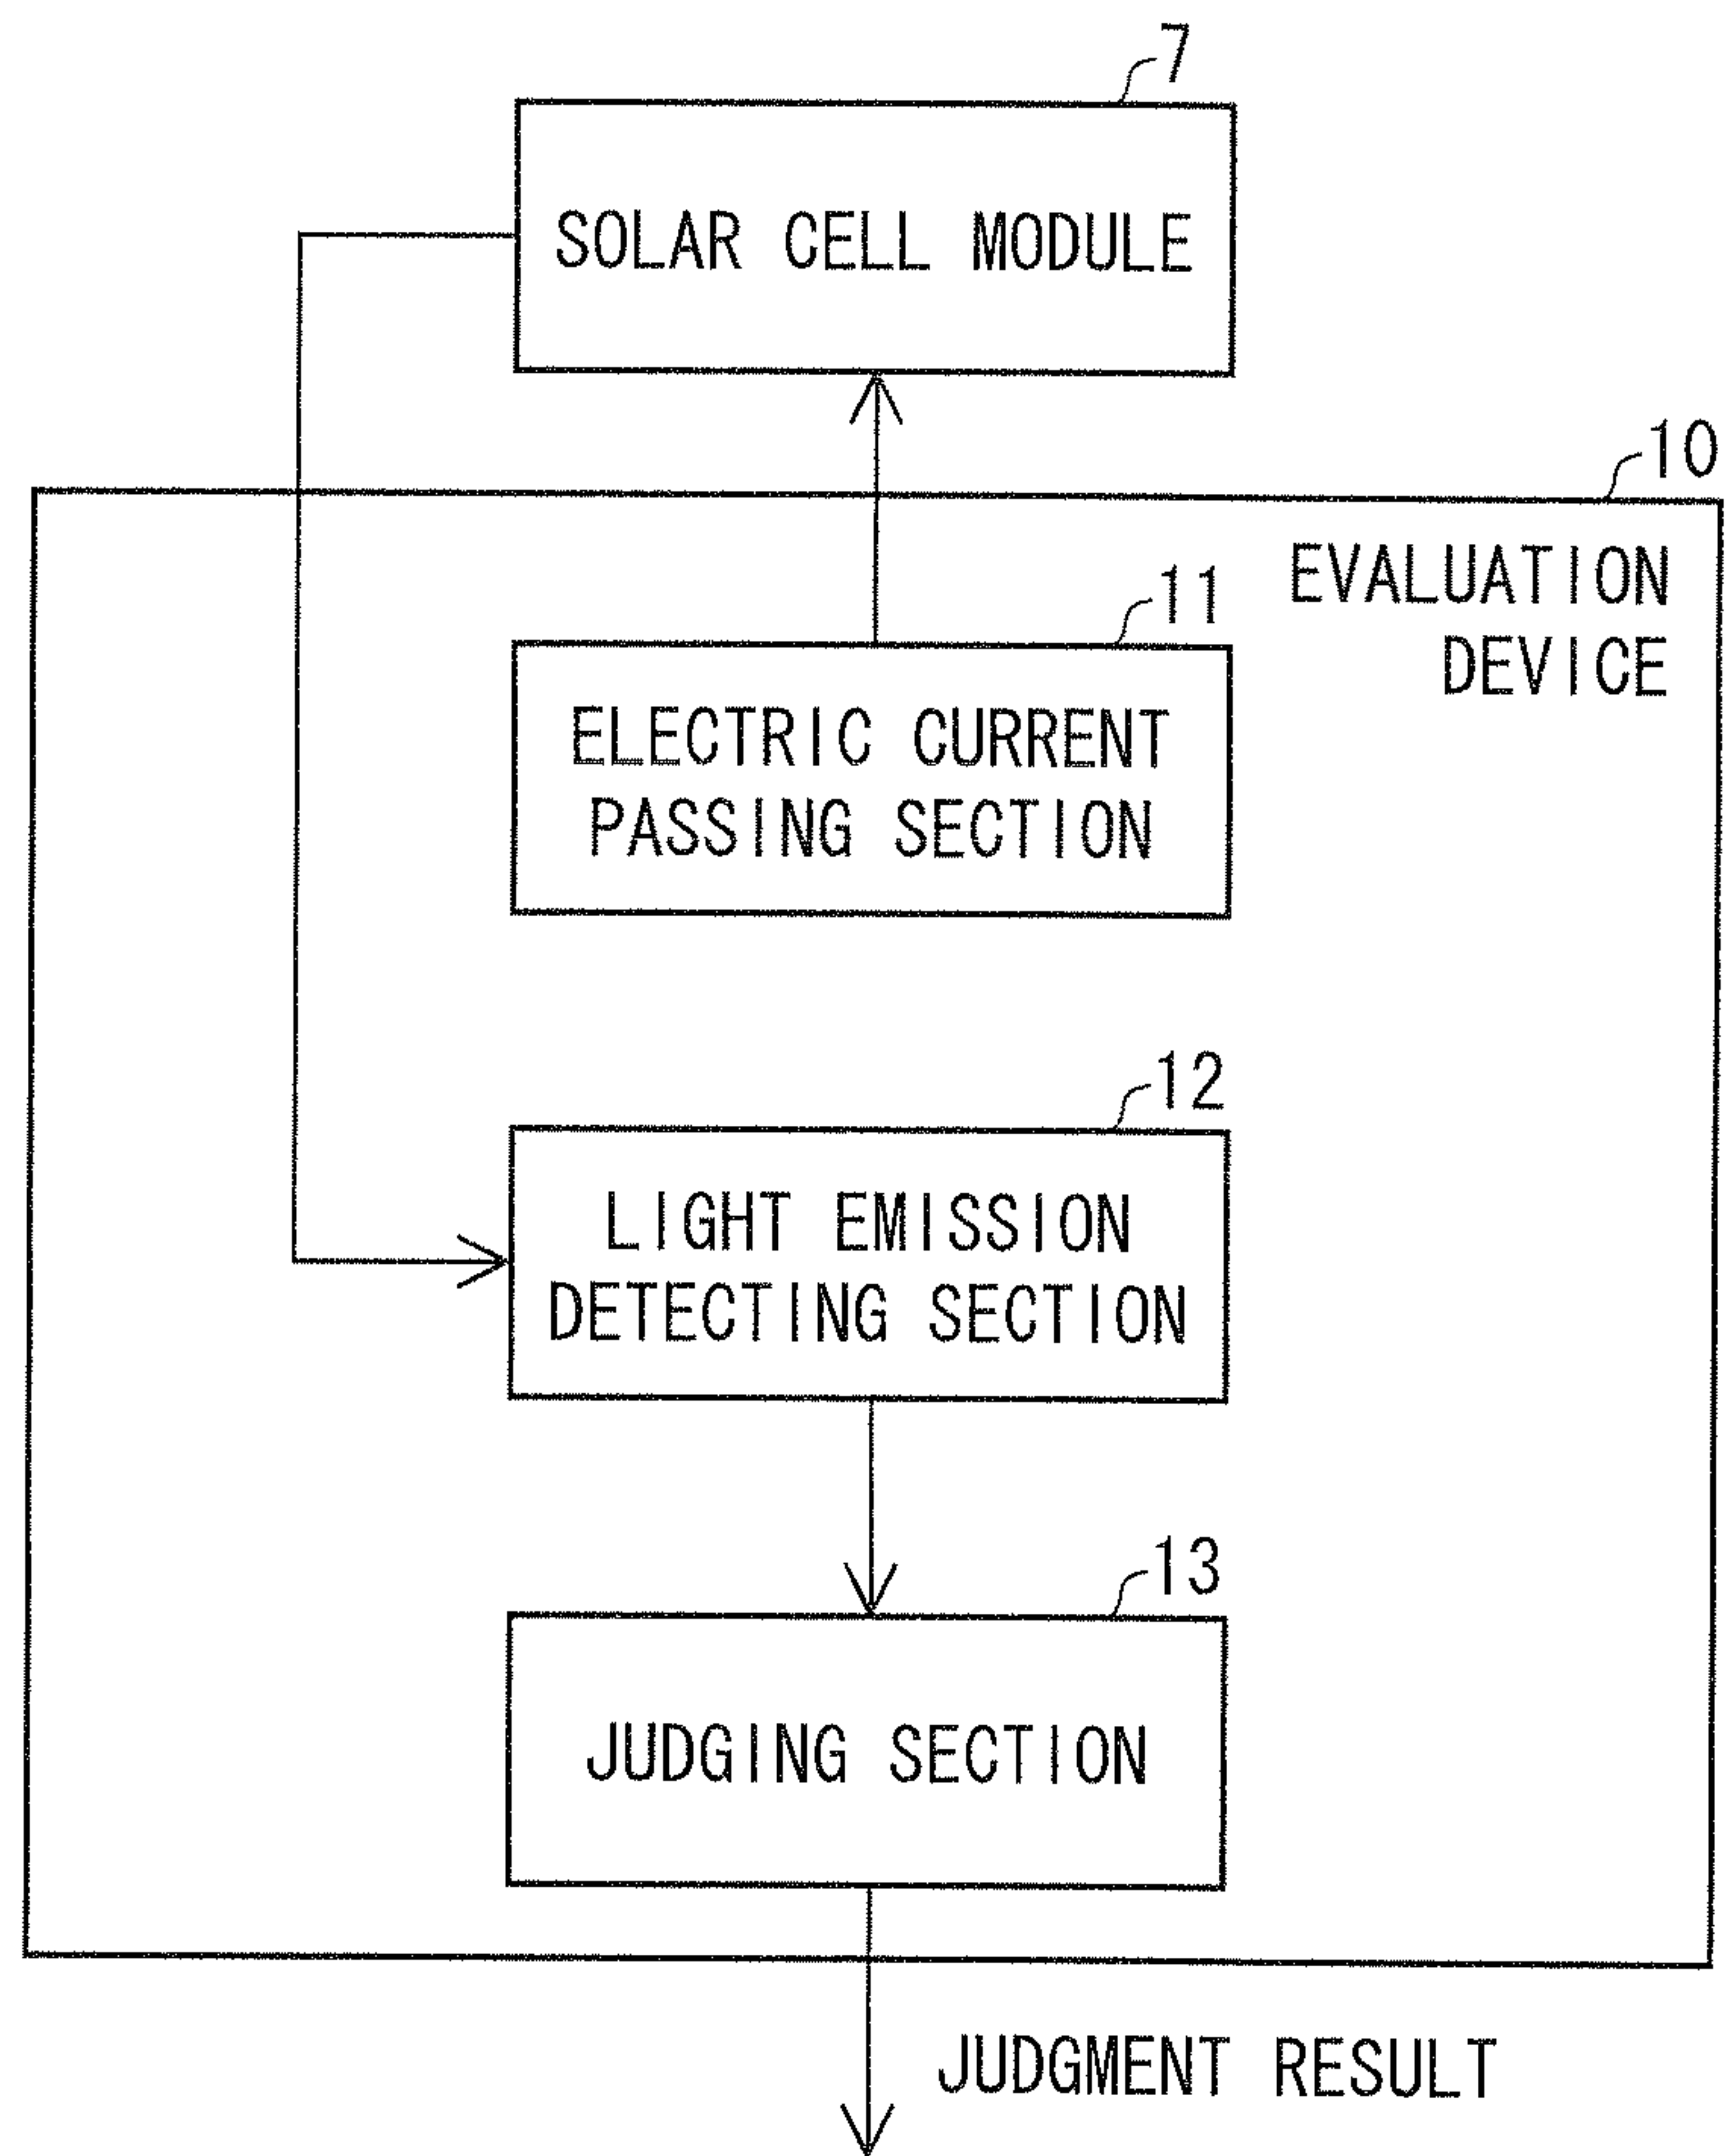 7
SOLAR CELL MODULE
10
EVALUATION
DEVICE
11
ELECTRIC CURRENT
PASSING SECTION
12
LIGHT EMISSION
DETECTING SECTION
13
JUDGING SECTION
JUDGMENT RESULT